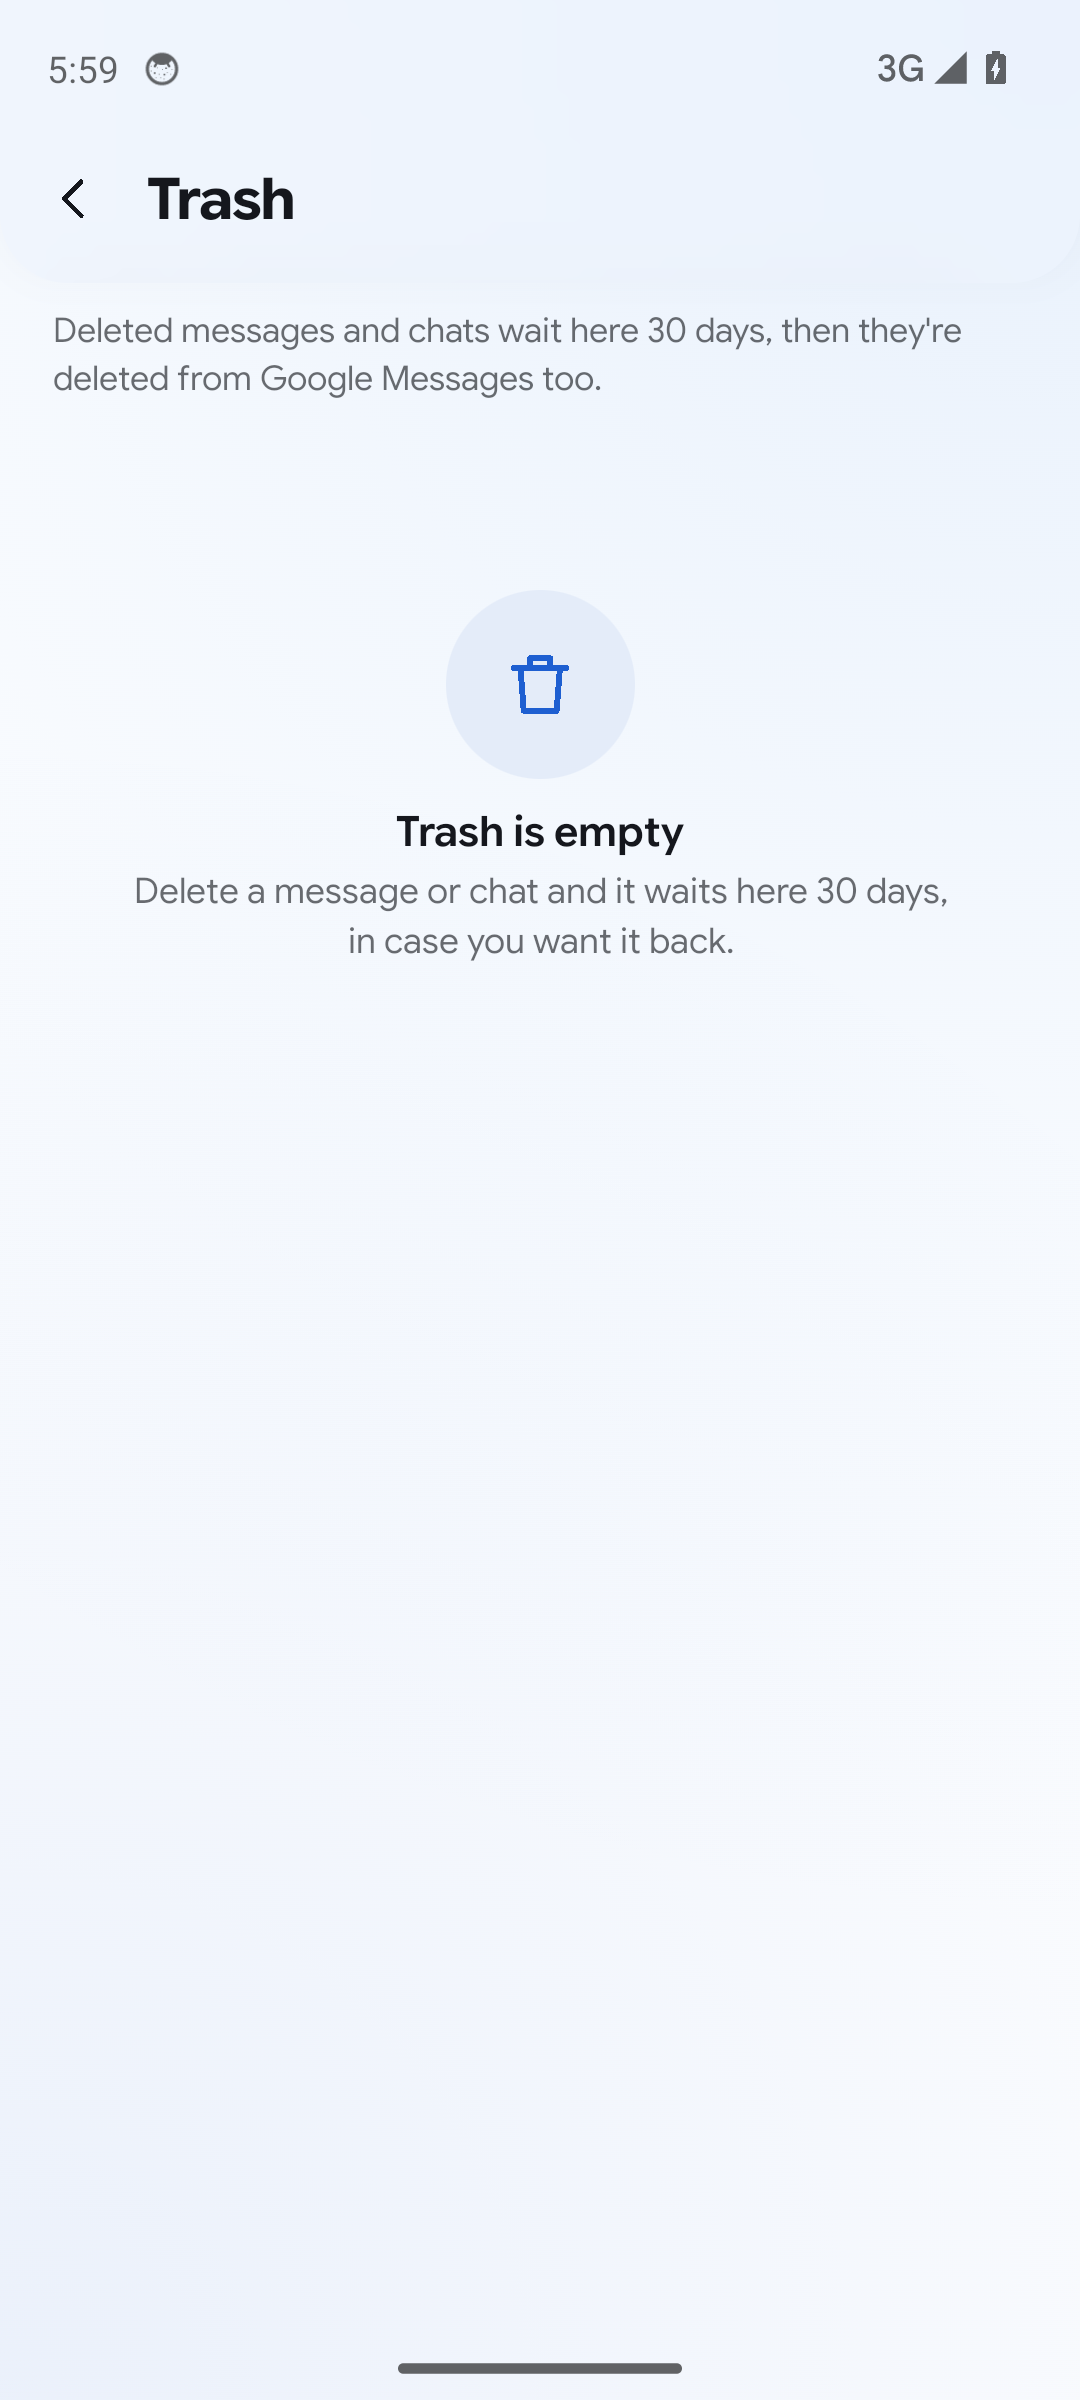 5:59
3G
Trash
Deleted messages and chats wait here 30 days, then they're
deleted from Google Messages too.
Trash is empty
Delete a message or chat and it waits here 30 days,
in case you want it back.